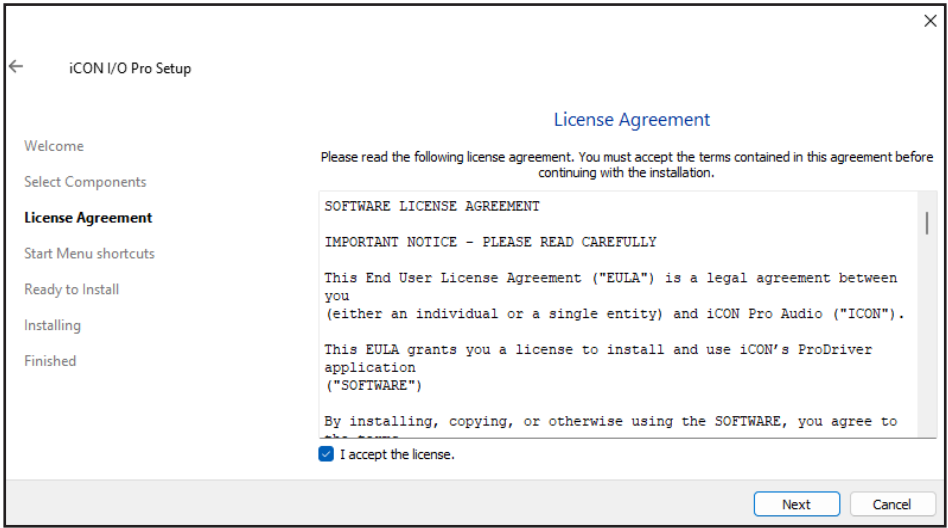 iCON I/O Pro Setup
Welcome
Select Components
License Agreement
Start Menu shortcuts
Ready to Install
Installing
Finished
License Agreement
Please read the following license agreement. You must accept the terms contained in this agreement before
continuing with the installation.
SOFTWARE LICENSE AGREEMENT
IMPORTANT NOTICE - PLEASE READ CAREFULLY
This End User License Agreement ("EULA") is a legal agreement between
you
(either an individual or a single entity) and iCON Pro Audio ("ICON").
This EULA grants you a license to install and use iCON’s ProDriver
application
("SOFTWARE")
By installing, copying, or otherwise using the SOFTWARE, you agree to
the terms
I accept the license.
Next
Cancel